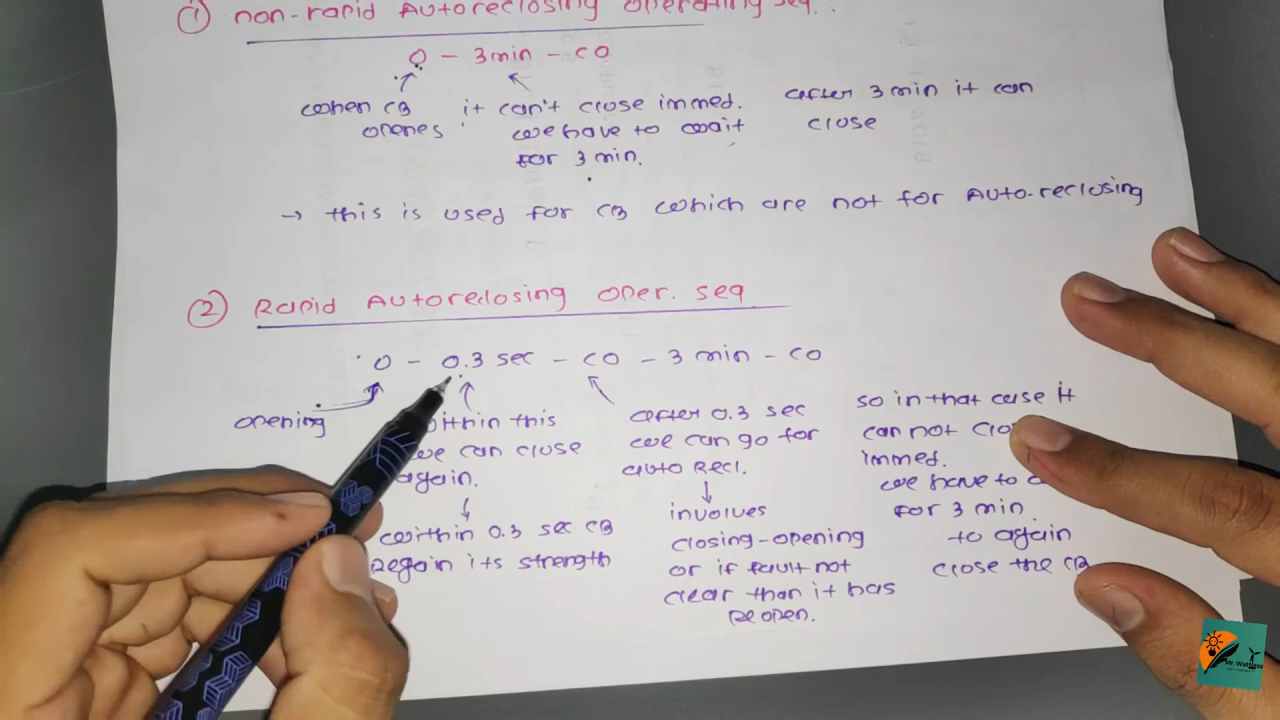 ① non-rapid Autoreclosing operating seq. :
O - 3min - CO
when CB
openes
it can't close immed.
we have to wait
for 3 min.
after 3 min it can
close
→ this is used for CB which are not for Auto-reclosing
② Rapid Autoreclosing oper. seq
O - 0.3 sec - CO - 3 min - CO
opening
within this
we can close
again.
within 0.3 sec CB
regain its strength
after 0.3 sec
we can go for
auto recl.
involves
closing-opening
or if fault not
clear than it has
Reopen.
so in that case it
can not
immed.
we have to
for 3 min
to again
close the CB
Mr. Wattless